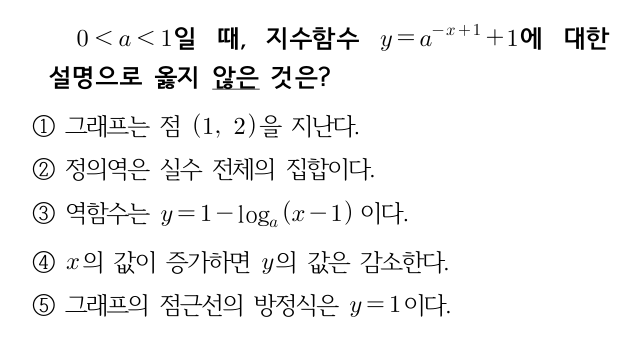 0 < a < 1일 때, 지수함수 y = a^{-x+1} + 1에 대한
설명으로 옳지 않은 것은?
① 그래프는 점 (1, 2)을 지난다.
② 정의역은 실수 전체의 집합이다.
③ 역함수는 y = 1 - log_a (x - 1) 이다.
④ x의 값이 증가하면 y의 값은 감소한다.
⑤ 그래프의 점근선의 방정식은 y = 1이다.